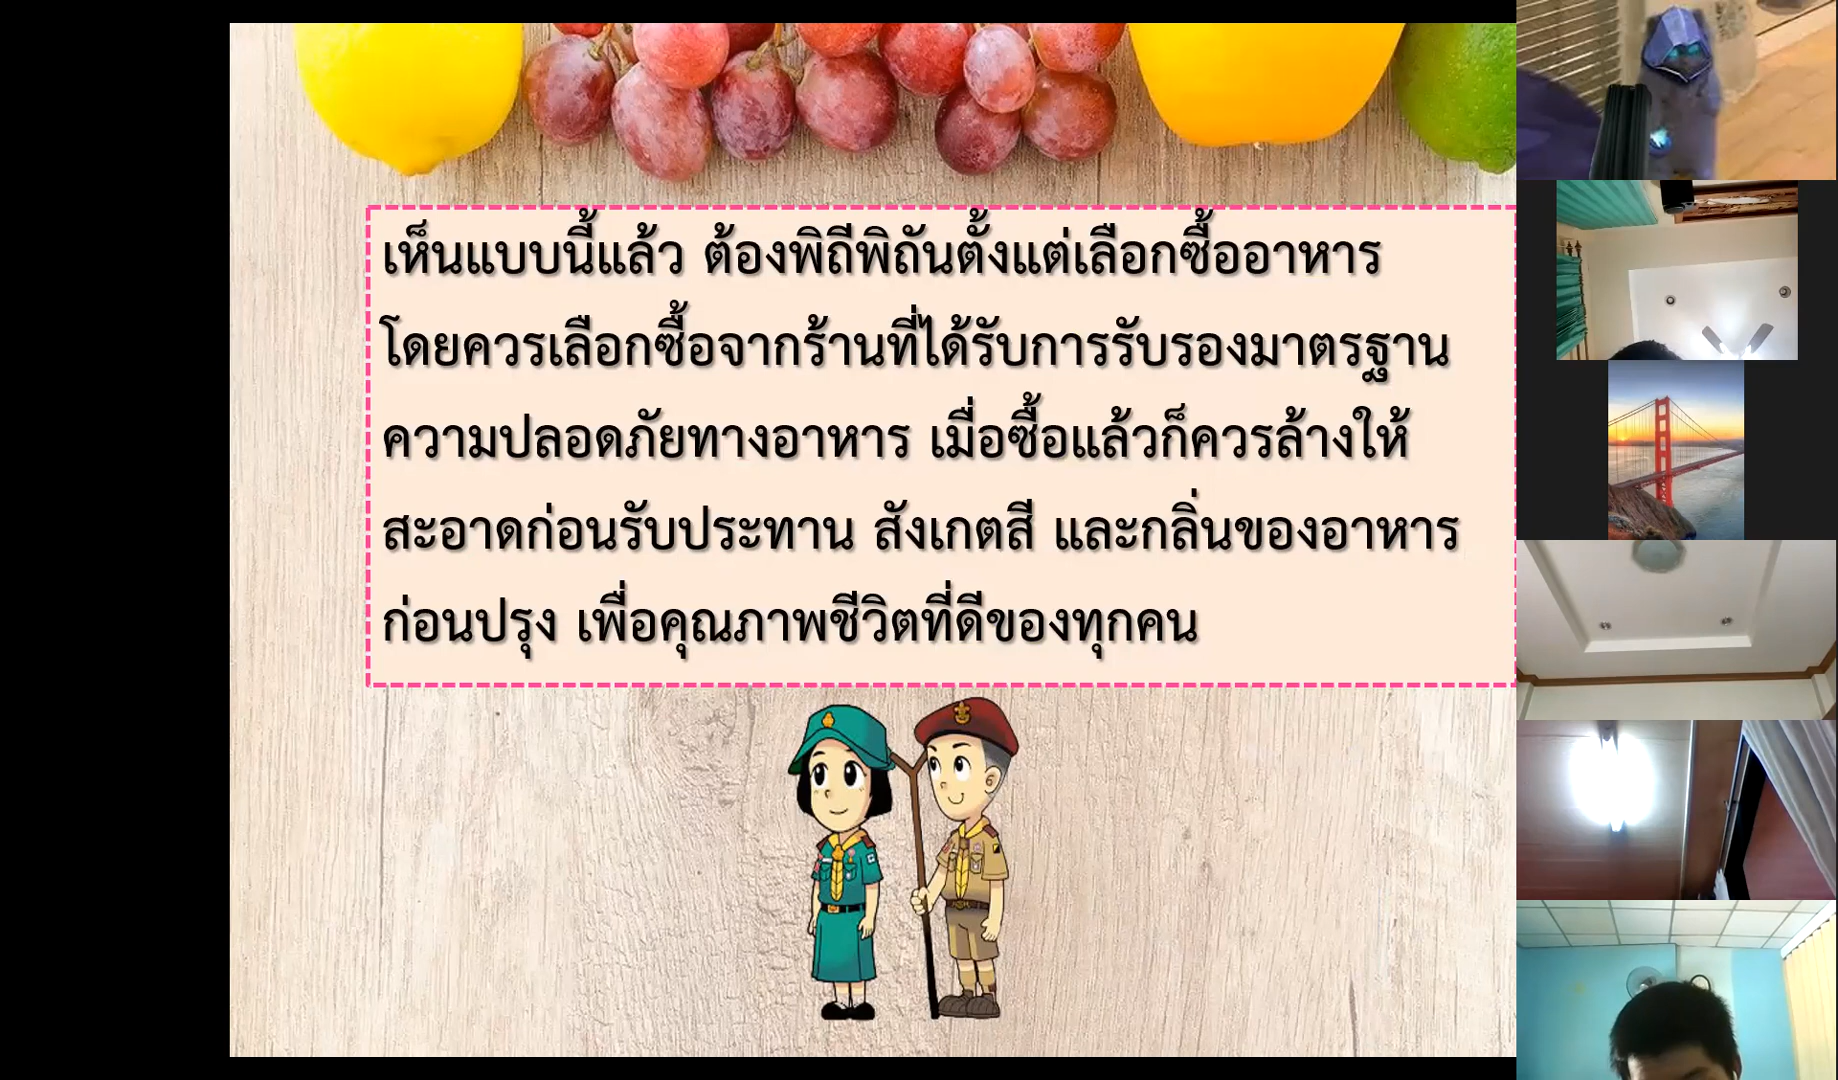 เห็นแบบนี้แล้ว ต้องพิถีพิถันตั้งแต่เลือกซื้ออาหาร
โดยควรเลือกซื้อจากร้านที่ได้รับการรับรองมาตรฐาน
ความปลอดภัยทางอาหาร เมื่อซื้อแล้วก็ควรล้างให้
สะอาดก่อนรับประทาน สังเกตสี และกลิ่นของอาหาร
ก่อนปรุง เพื่อคุณภาพชีวิตที่ดีของทุกคน